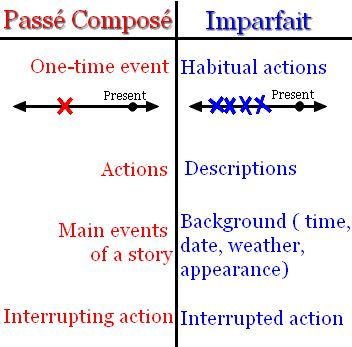 Passé Composé
Imparfait
One-time event
Habitual actions
Present
Present
Actions
Descriptions
Main events
of a story
Background ( time,
date, weather,
appearance)
Interrupting action
Interrupted action